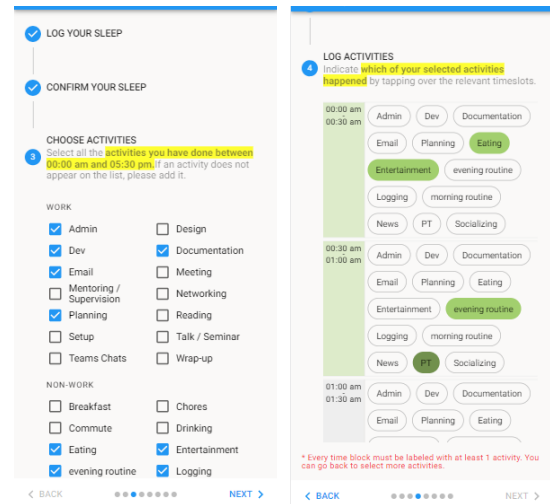 LOG YOUR SLEEP
CONFIRM YOUR SLEEP
CHOOSE ACTIVITIES
3 Select all the activities you have done between
00:00 am and 05:30 pm.If an activity does not
appear on the list, please add it.
WORK
Admin Design
Dev Documentation
Email Meeting
Mentoring /
Supervision Networking
Planning Reading
Setup Talk / Seminar
Teams Chats Wrap-up
NON-WORK
Breakfast Chores
Commute Drinking
Eating Entertainment
evening routine Logging
BACK NEXT
LOG ACTIVITIES
4 Indicate which of your selected activities
happened by tapping over the relevant timeslots.
00:00 am
-
00:30 am
Admin Dev Documentation
Email Planning Eating
Entertainment evening routine
Logging morning routine
News PT Socializing
00:30 am
-
01:00 am
Admin Dev Documentation
Email Planning Eating
Entertainment evening routine
Logging morning routine
News PT Socializing
01:00 am
-
01:30 am
Admin Dev Documentation
Email Planning Eating
* Every time block must be labeled with at least 1 activity. You
can go back to select more activities.
BACK NEXT